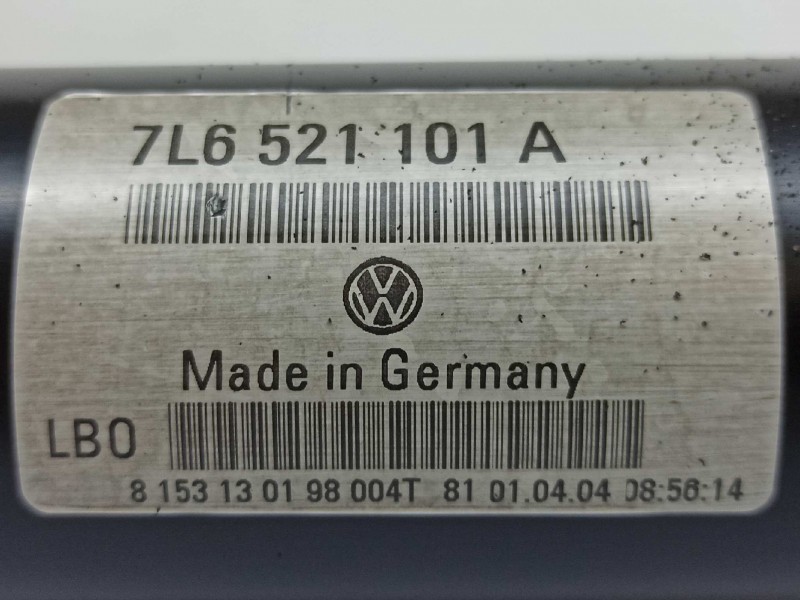 7L6 521 101 A
Made in Germany
LBO
8 153 13 01 98 004T 81 01.04.04 08:56:14